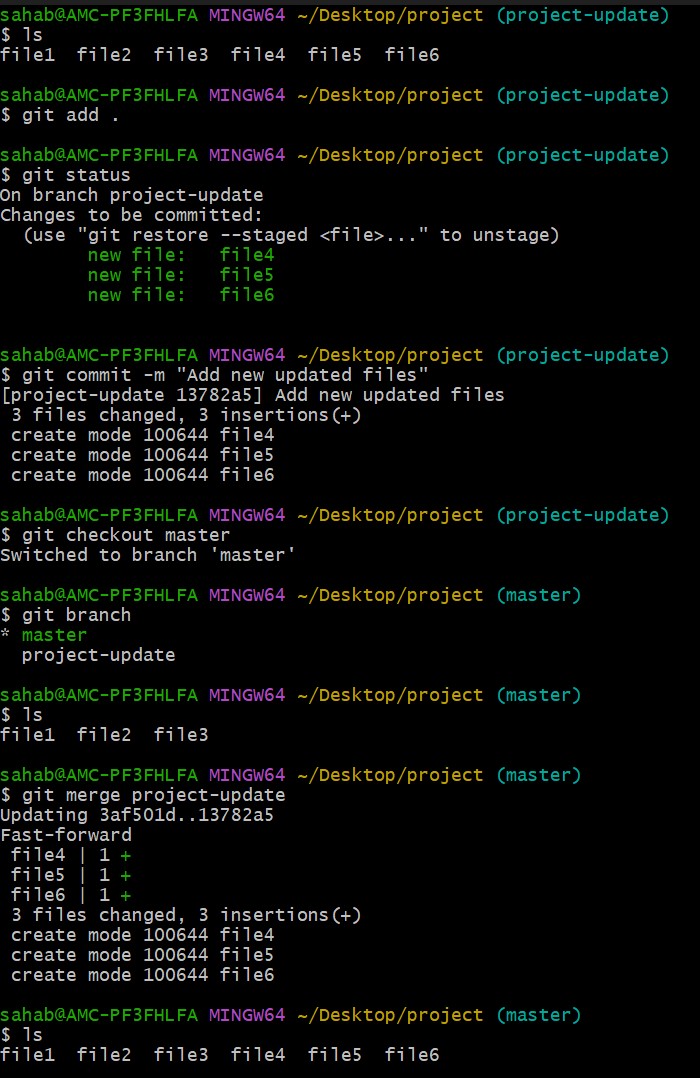 sahab@AMC-PF3FHLFA MINGW64 ~/Desktop/project (project-update)
$ ls
file1  file2  file3  file4  file5  file6

sahab@AMC-PF3FHLFA MINGW64 ~/Desktop/project (project-update)
$ git add .

sahab@AMC-PF3FHLFA MINGW64 ~/Desktop/project (project-update)
$ git status
On branch project-update
Changes to be committed:
  (use "git restore --staged <file>..." to unstage)
        new file:   file4
        new file:   file5
        new file:   file6


sahab@AMC-PF3FHLFA MINGW64 ~/Desktop/project (project-update)
$ git commit -m "Add new updated files"
[project-update 13782a5] Add new updated files
 3 files changed, 3 insertions(+)
 create mode 100644 file4
 create mode 100644 file5
 create mode 100644 file6

sahab@AMC-PF3FHLFA MINGW64 ~/Desktop/project (project-update)
$ git checkout master
Switched to branch 'master'

sahab@AMC-PF3FHLFA MINGW64 ~/Desktop/project (master)
$ git branch
* master
  project-update

sahab@AMC-PF3FHLFA MINGW64 ~/Desktop/project (master)
$ ls
file1  file2  file3

sahab@AMC-PF3FHLFA MINGW64 ~/Desktop/project (master)
$ git merge project-update
Updating 3af501d..13782a5
Fast-forward
 file4 | 1 +
 file5 | 1 +
 file6 | 1 +
 3 files changed, 3 insertions(+)
 create mode 100644 file4
 create mode 100644 file5
 create mode 100644 file6

sahab@AMC-PF3FHLFA MINGW64 ~/Desktop/project (master)
$ ls
file1  file2  file3  file4  file5  file6